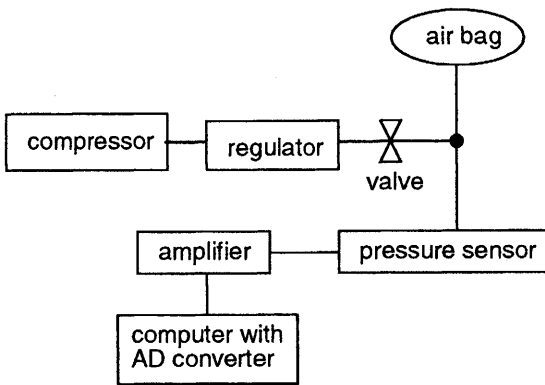 air bag
compressor
regulator
valve
amplifier
pressure sensor
computer with
AD converter